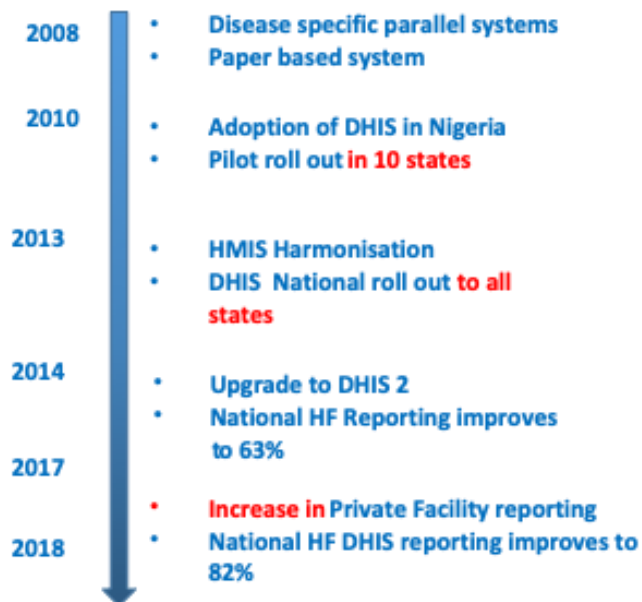 2008
• Disease specific parallel systems
• Paper based system
2010
• Adoption of DHIS in Nigeria
• Pilot roll out in 10 states
2013
• HMIS Harmonisation
• DHIS National roll out to all
states
2014
• Upgrade to DHIS 2
• National HF Reporting improves
to 63%
2017
• Increase in Private Facility reporting
2018
• National HF DHIS reporting improves to
82%